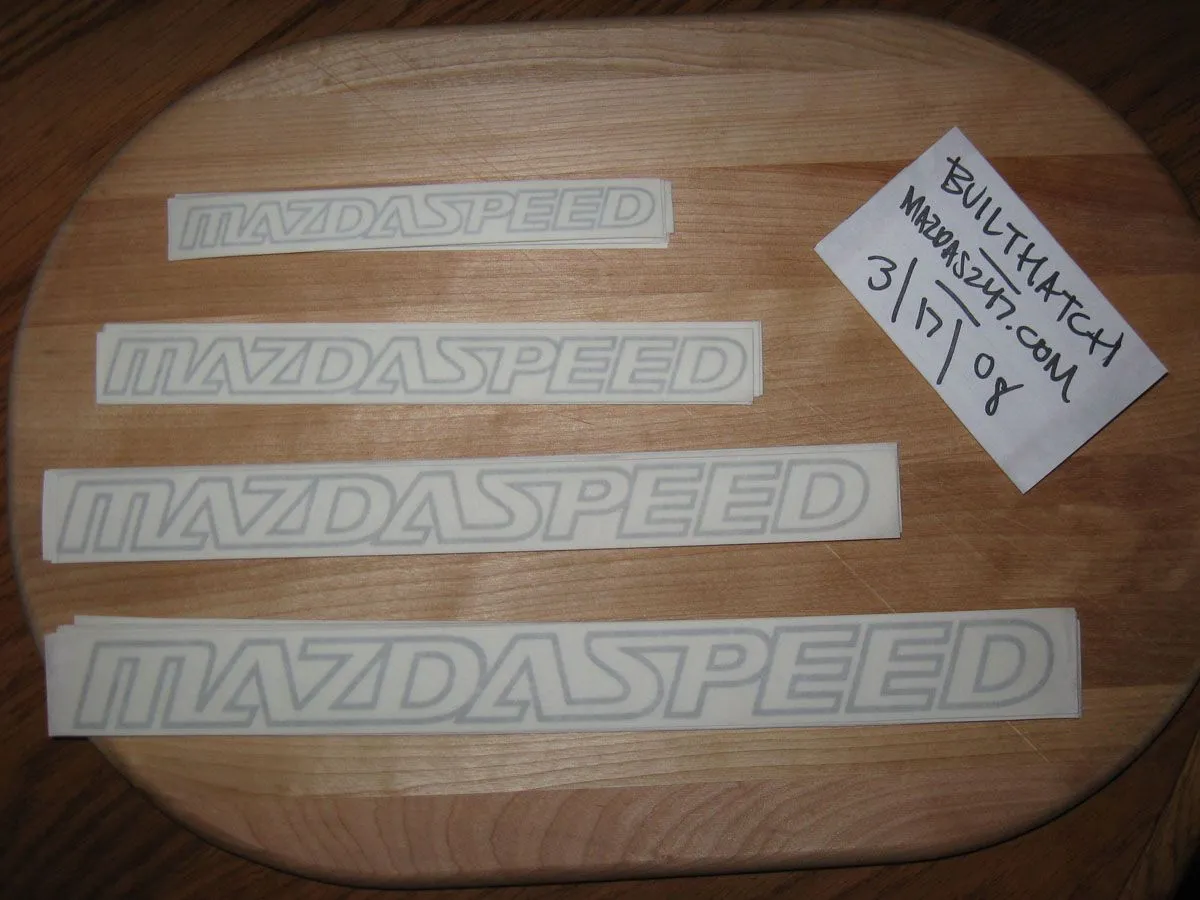 MAZDASPEED
MAZDASPEED
MAZDASPEED
MAZDASPEED
BUILTHATCH
MAZDAS247.COM
3/17/08